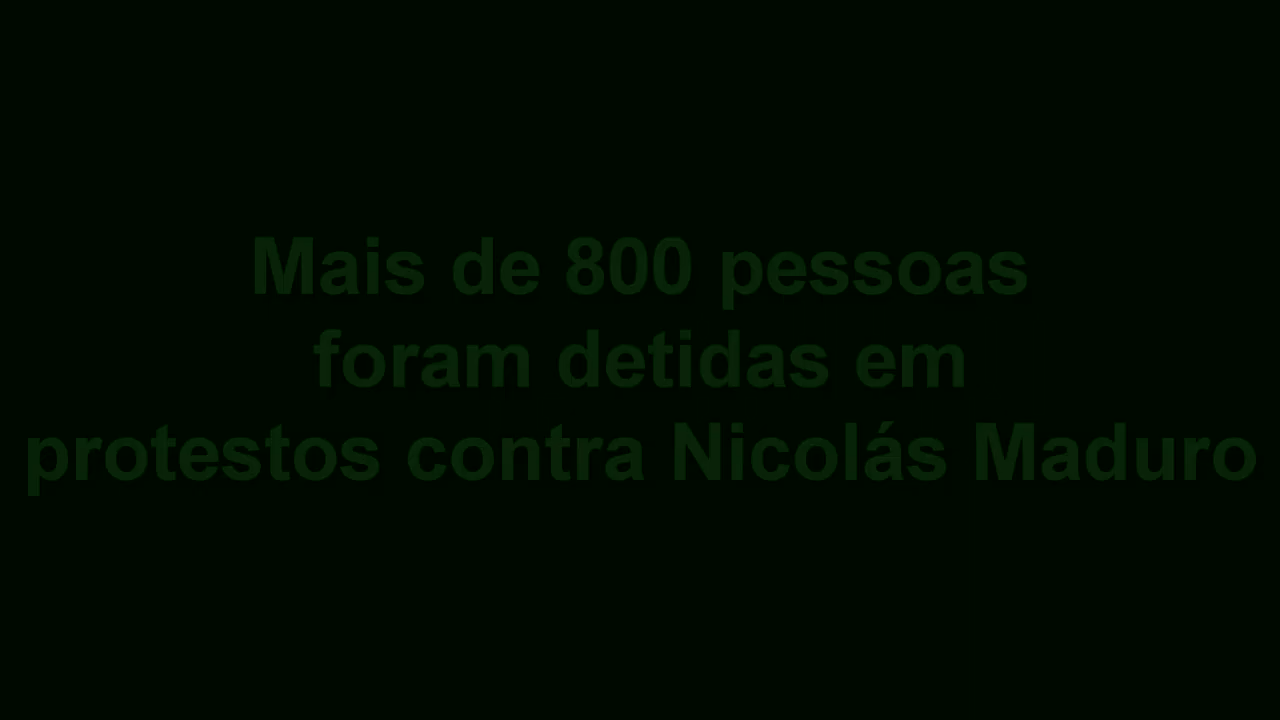 Mais de 800 pessoas
foram detidas em
protestos contra Nicolás Maduro